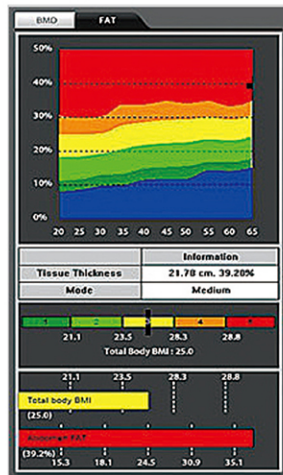 BMD FAT
50%
40%
30%
20%
10%
0%
20 25 30 35 40 45 50 55 60 65
Information
Tissue Thickness 21.78 cm. 39.20%
Mode Medium
1 2 3 4
21.1 23.5 28.3 28.8
Total Body BMI : 25.0
21.1 23.5 28.3 28.8
Total body BMI
(25.0)
Abdomen FAT
(39.2%)
15.3 18.1 24.5 30.9 35.1